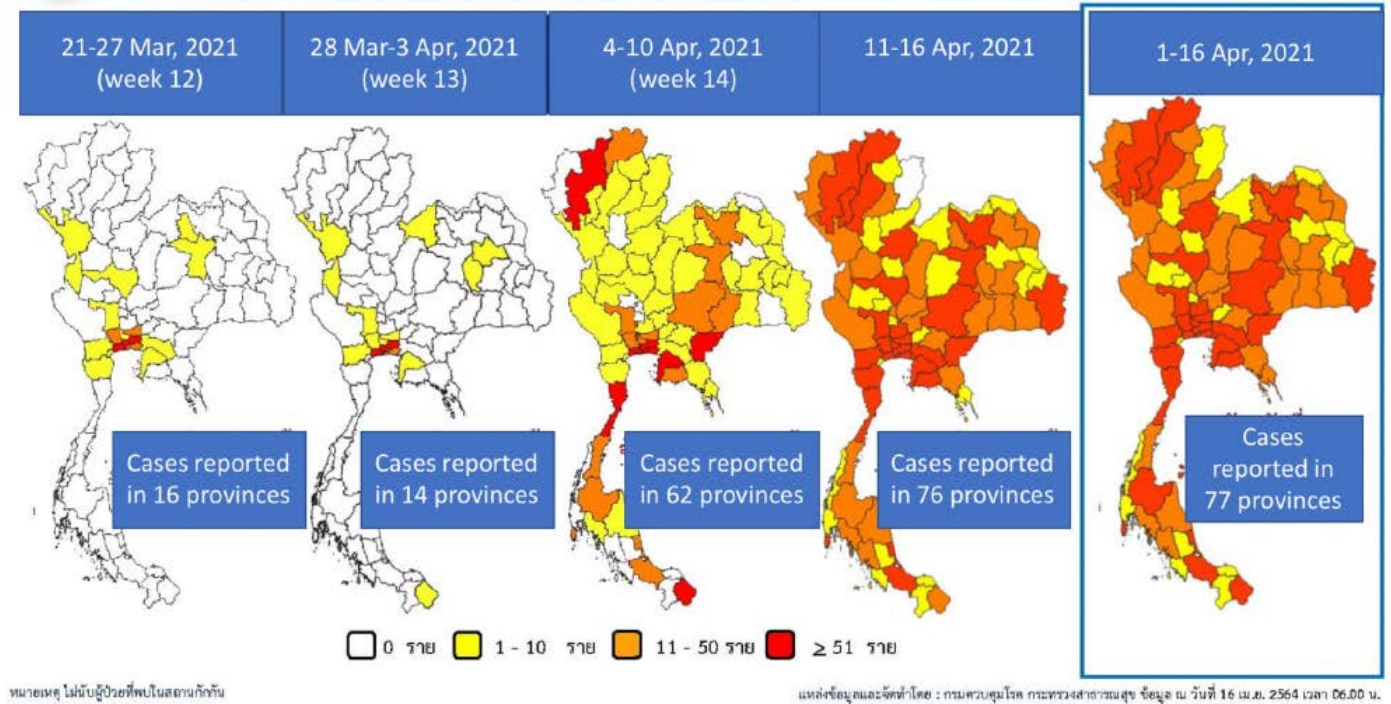 21-27 Mar, 2021
(week 12)
28 Mar-3 Apr, 2021
(week 13)
4-10 Apr, 2021
(week 14)
11-16 Apr, 2021
1-16 Apr, 2021
Cases reported
in 16 provinces
Cases reported
in 14 provinces
Cases reported
in 62 provinces
Cases reported
in 76 provinces
Cases
reported in
77 provinces
0 ราย
1 - 10 ราย
11 - 50 ราย
≥ 51 ราย
หมายเหตุ ไม่นับผู้ป่วยที่พบในสถานกักกัน
แหล่งข้อมูลและจัดทำโดย : กรมควบคุมโรค กระทรวงสาธารณสุข ข้อมูล ณ วันที่ 16 เม.ย. 2564 เวลา 06.00 น.